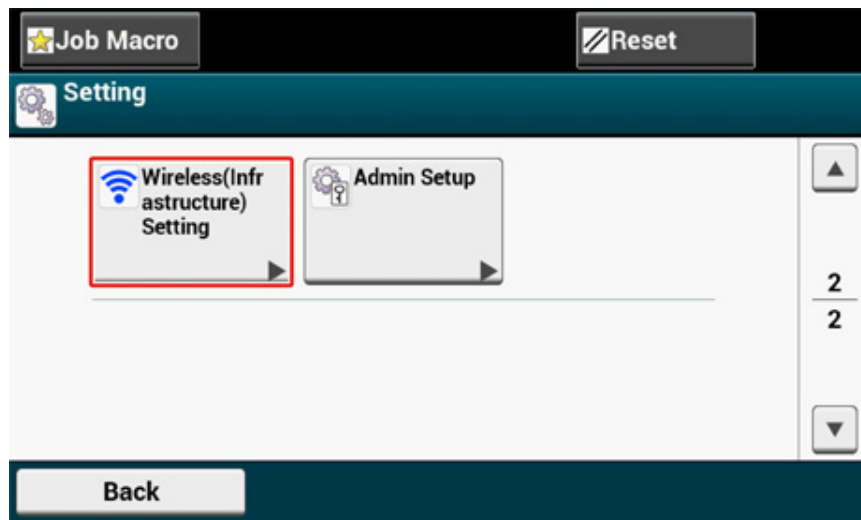 Job Macro
Reset
Setting
Wireless(Infr
astructure)
Setting
Admin Setup
2
2
Back